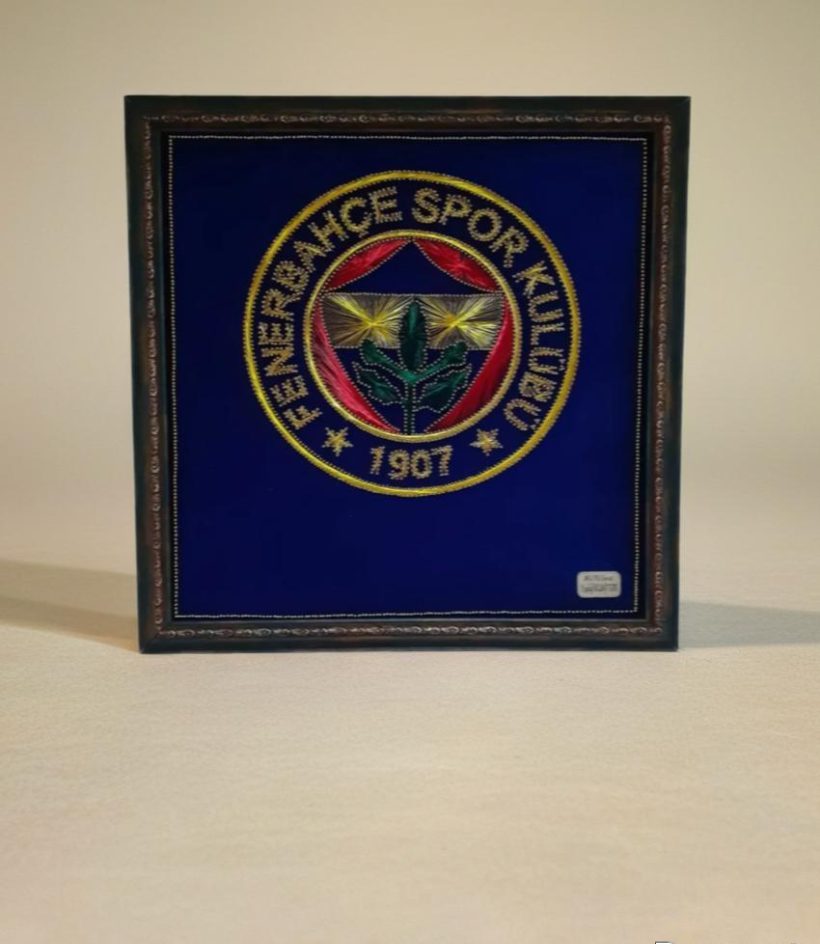 FENERBAHÇE SPOR KULÜBÜ
1907